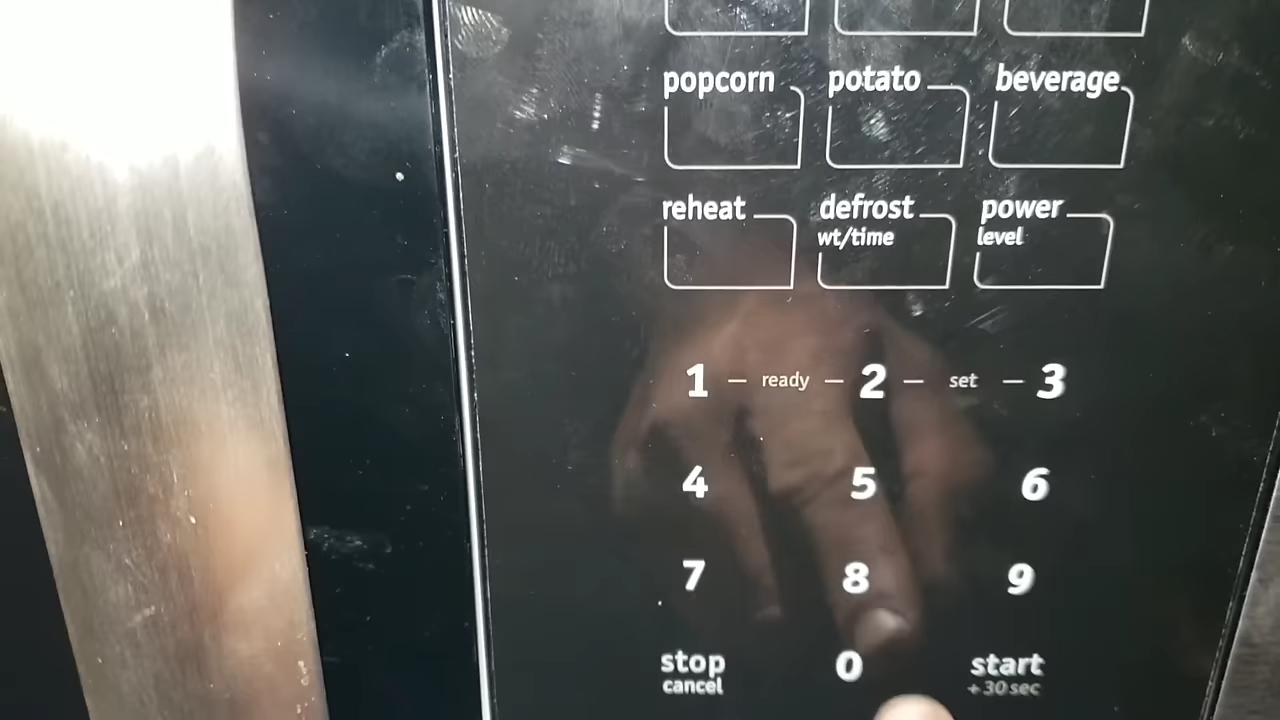 popcorn potato beverage
reheat defrost power
wt/time level
1 – ready – 2 – set – 3
4 5 6
7 8 9
stop 0 start
cancel +30 sec